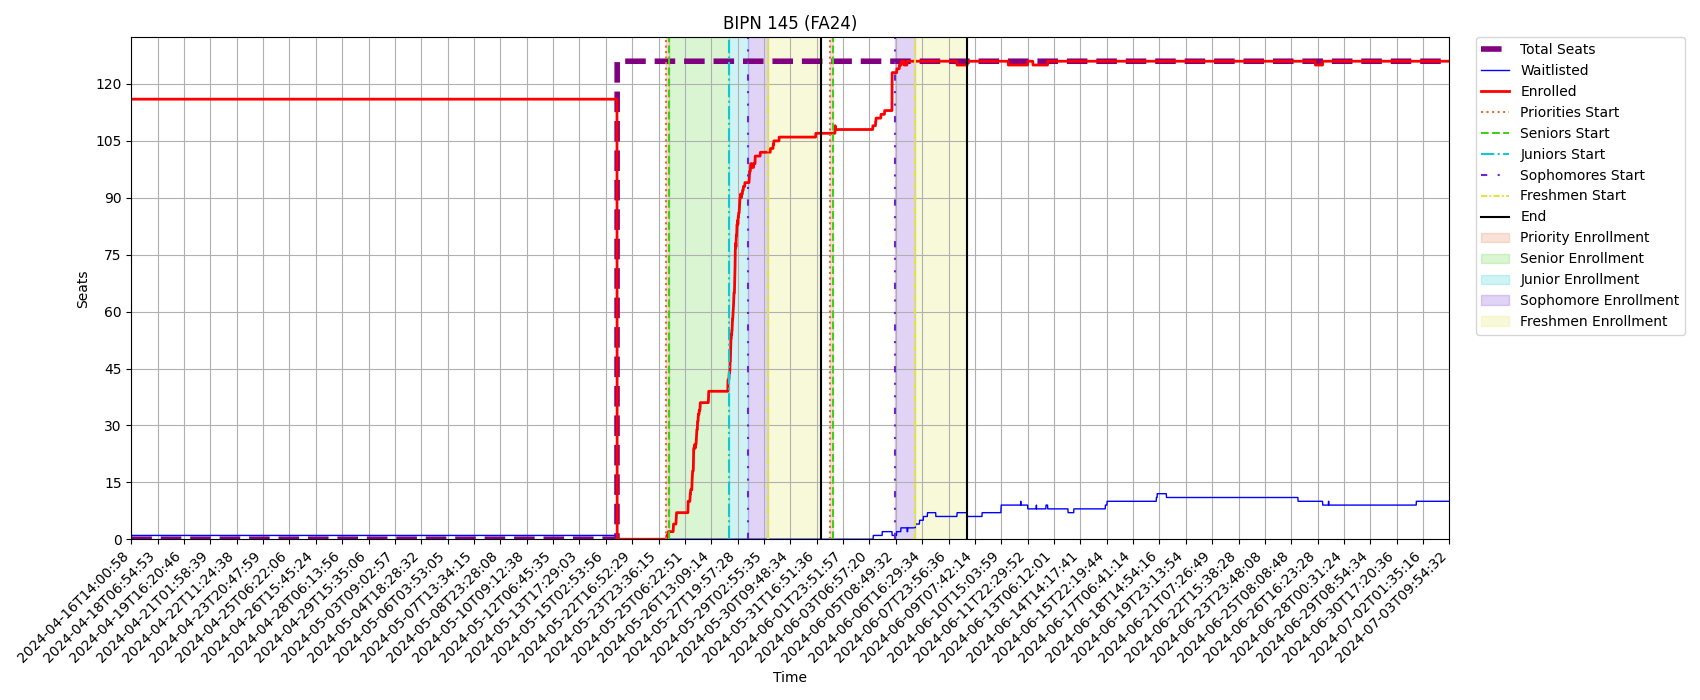 BIPN 145 (FA24)
Seats
120
105
90
75
60
45
30
15
0
2024-04-16T14:00:58
2024-04-18T06:54:53
2024-04-19T16:20:46
2024-04-21T01:58:39
2024-04-22T11:24:38
2024-04-23T20:47:59
2024-04-25T06:22:06
2024-04-26T15:45:24
2024-04-28T06:13:56
2024-04-29T15:35:06
2024-05-03T09:02:57
2024-05-04T18:28:32
2024-05-06T03:53:05
2024-05-07T13:34:15
2024-05-08T23:28:08
2024-05-10T09:12:38
2024-05-12T06:45:35
2024-05-13T17:29:03
2024-05-15T02:53:56
2024-05-22T16:52:29
2024-05-23T23:36:15
2024-05-25T06:22:51
2024-05-26T13:09:14
2024-05-27T19:57:28
2024-05-29T02:55:35
2024-05-30T09:48:34
2024-05-31T16:51:36
2024-06-01T23:51:57
2024-06-03T06:57:20
2024-06-05T08:49:32
2024-06-06T16:29:34
2024-06-07T23:56:36
2024-06-09T07:42:14
2024-06-10T15:03:59
2024-06-11T22:29:52
2024-06-13T06:12:01
2024-06-14T14:17:41
2024-06-15T22:19:44
2024-06-17T06:41:14
2024-06-18T14:54:16
2024-06-19T23:13:54
2024-06-21T07:26:49
2024-06-22T15:38:28
2024-06-23T23:48:08
2024-06-25T08:08:48
2024-06-26T16:23:28
2024-06-28T00:31:24
2024-06-29T08:54:34
2024-06-30T17:20:36
2024-07-02T01:35:16
2024-07-03T09:54:32
Time
Total Seats
Waitlisted
Enrolled
Priorities Start
Seniors Start
Juniors Start
Sophomores Start
Freshmen Start
End
Priority Enrollment
Senior Enrollment
Junior Enrollment
Sophomore Enrollment
Freshmen Enrollment